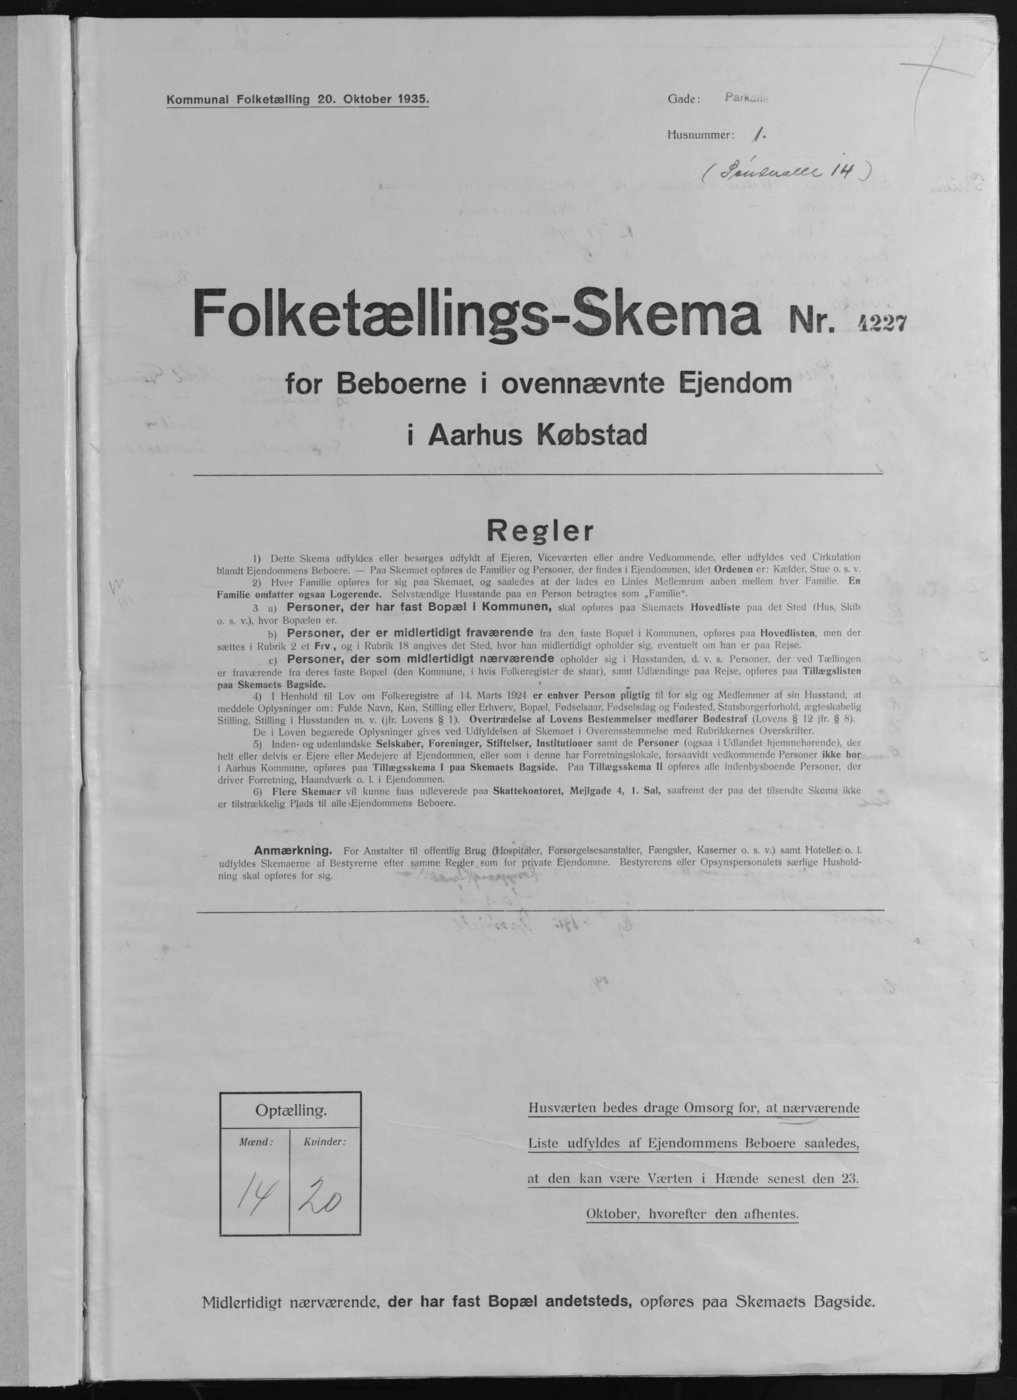 Kommunal Folketælling 20. Oktober 1935.
Gade: Parkalle
Husnummer: 1.
( 14 )
Folketællings-Skema Nr. 4227
for Beboerne i ovennævnte Ejendom
i Aarhus Købstad
Regler
1) Dette Skema udfyldes eller besørges udfyldt af Ejeren, Viceværten eller andre Vedkommende, eller udfyldes ved Cirkulation
blandt Ejendommens Beboere. — Paa Skemaet opføres de Familier og Personer, der findes i Ejendommen, idet Ordenen er: Kælder, Stue o. s. v.
2) Hver Familie opføres for sig paa Skemaet, og saaledes at der lades en Linies Mellemrum aaben mellem hver Familie. En
Familie omfatter ogsaa Logerende. Selvstændige Husstande paa en Person betragtes som „Familie“.
3 a) Personer, der har fast Bopæl i Kommunen, skal opføres paa Skemaets Hovedliste paa det Sted (Hus, Skib
o. s. v.), hvor Bopælen er.
b) Personer, der er midlertidigt fraværende fra den faste Bopæl i Kommunen, opføres paa Hovedlisten, men der
sættes i Rubrik 2 et Frv., og i Rubrik 18 angives det Sted, hvor han midlertidigt opholder sig, eventuelt om han er paa Rejse.
c) Personer, der som midlertidigt nærværende opholder sig i Husstanden, d. v. s. Personer, der ved Tællingen
er fraværende fra deres faste Bopæl (den Kommune, i hvis Folkeregister de staar), samt Udlændinge paa Rejse, opføres paa Tillægslisten
paa Skemaets Bagside.
4) I Henhold til Lov om Folkeregistre af 14. Marts 1924 er enhver Person pligtig til for sig og Medlemmer af sin Husstand, at
meddele Oplysninger om: Fulde Navn, Køn, Stilling eller Erhverv, Bopæl, Fødselsaar, Fødselsdag og Fødested, Statsborgerforhold, ægteskabelig
Stilling, Stilling i Husstanden m. v. (jfr. Lovens § 1). Overtrædelse af Lovens Bestemmelser medfører Bødestraf (Lovens § 12 jfr. § 8).
De i Loven begærede Oplysninger gives ved Udfyldelsen af Skemaet i Overensstemmelse med Rubrikkernes Overskrifter.
5) Inden- og udenlandske Selskaber, Foreninger, Stiftelser, Institutioner samt de Personer (ogsaa i Udlandet hjemmehørende), der
helt eller delvis er Ejere eller Medejere af Ejendommen, eller som i denne har Forretningslokale, forsaavidt vedkommende Personer ikke bor
i Aarhus Kommune, opføres paa Tillægsskema I paa Skemaets Bagside. Paa Tillægsskema II opføres alle indenbysboende Personer, der
driver Forretning, Haandværk o. l. i Ejendommen.
6) Flere Skemaer vil kunne faas udleverede paa Skattekontoret, Mejlgade 4, 1. Sal, saafremt der paa det tilsendte Skema ikke
er tilstrækkelig Plads til alle Ejendommens Beboere.
Anmærkning. For Anstalter til offentlig Brug (Hospitaler, Forsørgelsesanstalter, Fængsler, Kaserner o. s. v.) samt Hoteller o. l.
udfyldes Skemaerne af Bestyrerne efter samme Regler som for private Ejendomme. Bestyrerens eller Opsynspersonalets særlige Hushold-
ning skal opføres for sig.
Optælling.
Mænd: Kvinder:
14 20
Husværten bedes drage Omsorg for, at nærværende
Liste udfyldes af Ejendommens Beboere saaledes,
at den kan være Værten i Hænde senest den 23.
Oktober, hvorefter den afhentes.
Midlertidigt nærværende, der har fast Bopæl andetsteds, opføres paa Skemaets Bagside.